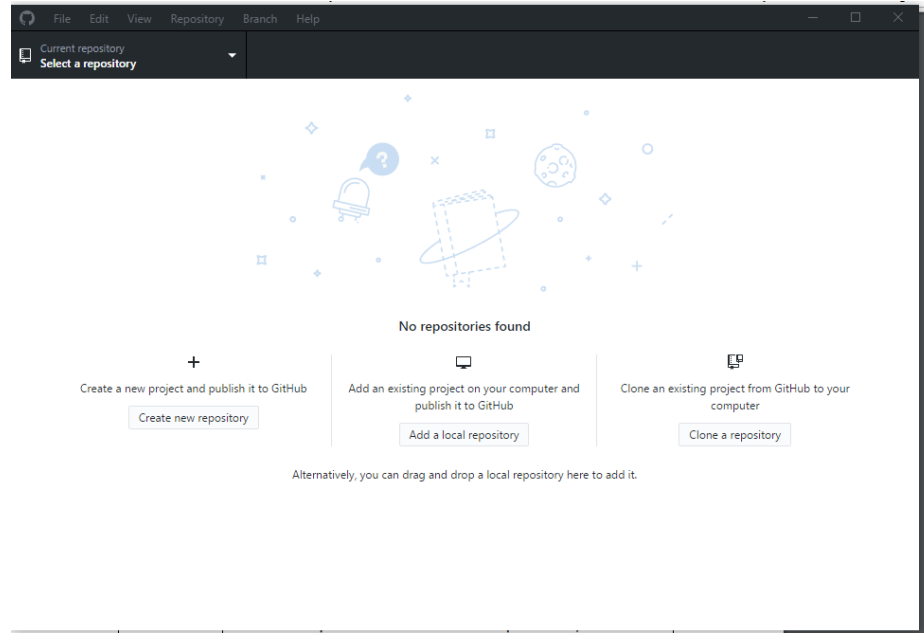 File Edit View Repository Branch Help
Current repository
Select a repository
?
No repositories found
Create a new project and publish it to GitHub
Create new repository
Add an existing project on your computer and
publish it to GitHub
Add a local repository
Clone an existing project from GitHub to your
computer
Clone a repository
Alternatively, you can drag and drop a local repository here to add it.